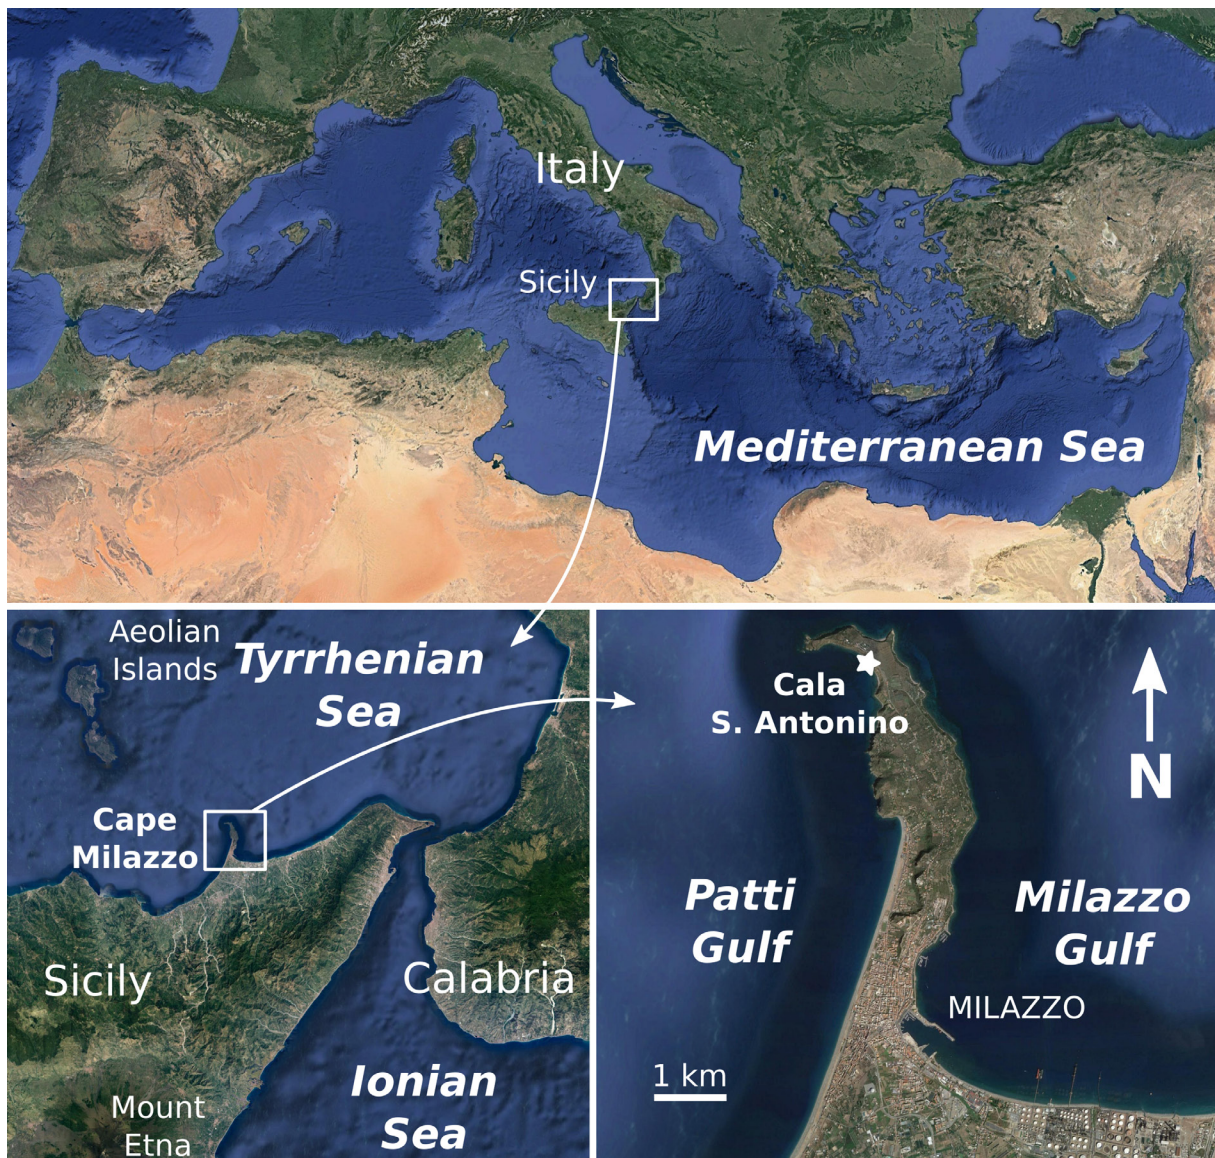 Italy
Sicily
Mediterranean Sea
Aeolian
Islands
Tyrrhenian
Sea
Cape
Milazzo
Sicily
Calabria
Ionian
Sea
Mount
Etna
Cala
S. Antonino
N
Patti
Gulf
Milazzo
Gulf
MILAZZO
1 km